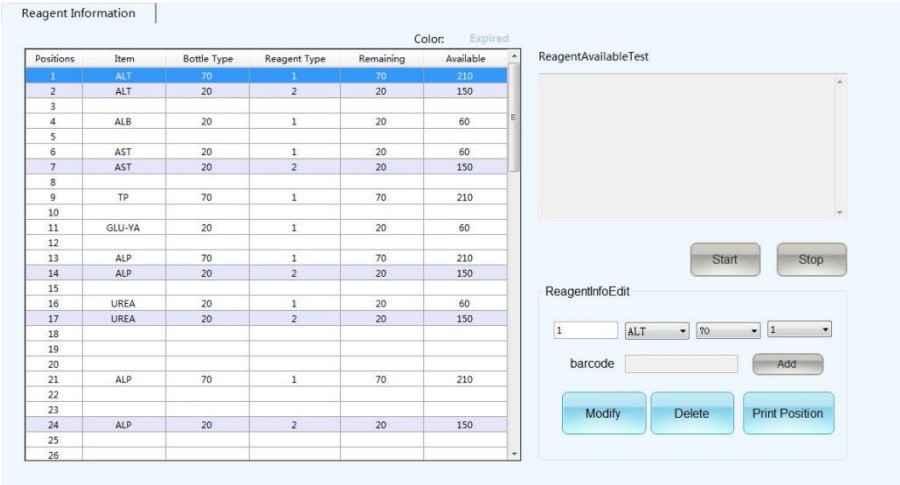 Reagent Information
Color: Expired
Positions Item Bottle Type Reagent Type Remaining Available
1 ALT 70 1 70 210
2 ALT 20 2 20 150
3
4 ALB 20 1 20 60
5
6 AST 20 1 20 60
7 AST 20 2 20 150
8
9 TP 70 1 70 210
10
11 GLU-YA 20 1 20 60
12
13 ALP 70 1 70 210
14 ALP 20 2 20 150
15
16 UREA 20 1 20 60
17 UREA 20 2 20 150
18
19
20
21 ALP 70 1 70 210
22
23
24 ALP 20 2 20 150
25
26
ReagentAvailableTest
Start Stop
ReagentInfoEdit
1 ALT 70 1
barcode Add
Modify Delete Print Position